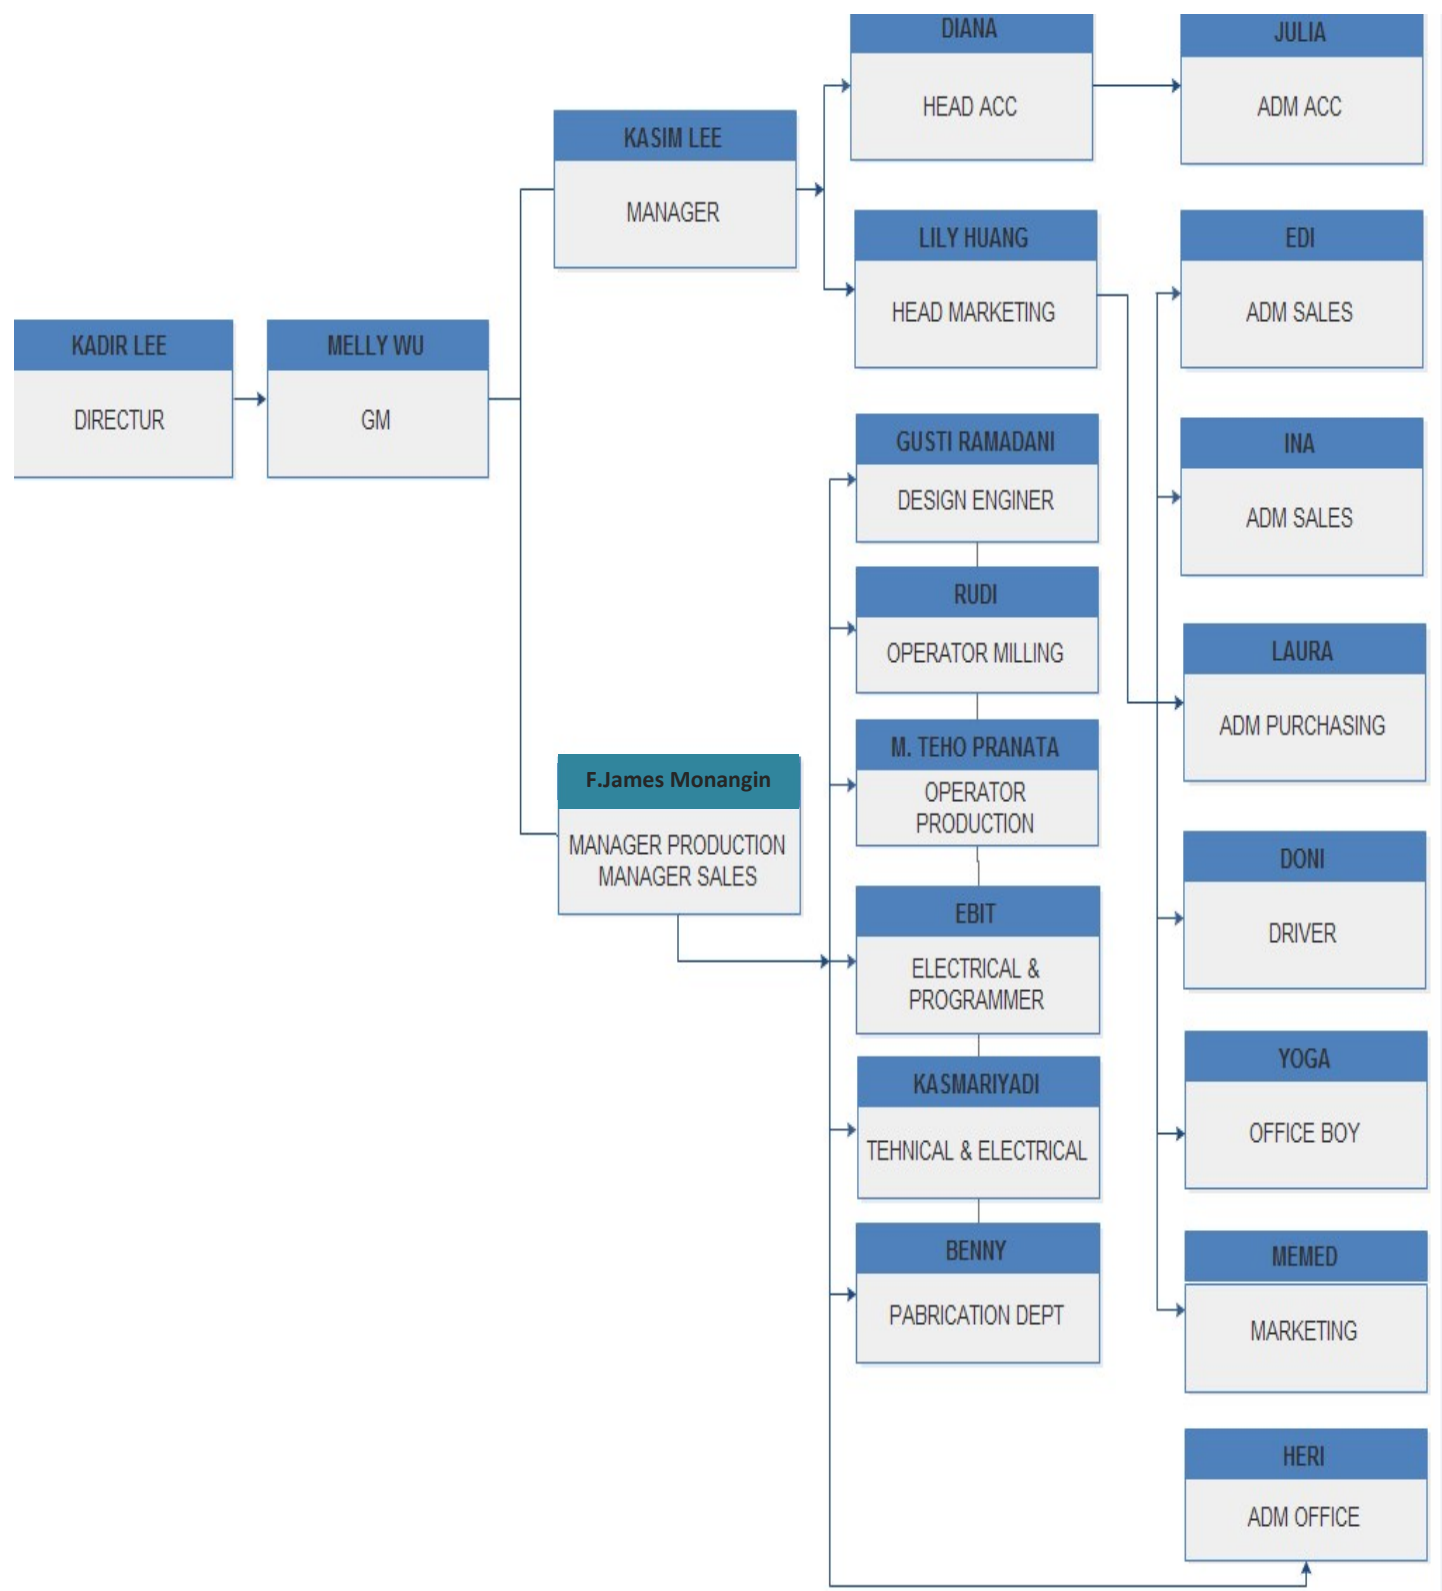 DIANA
HEAD ACC
JULIA
ADM ACC
KASIM LEE
MANAGER
LILY HUANG
HEAD MARKETING
EDI
ADM SALES
KADIR LEE
DIRECTUR
MELLY WU
GM
GUSTI RAMADANI
DESIGN ENGINER
INA
ADM SALES
RUDI
OPERATOR MILLING
LAURA
ADM PURCHASING
M. TEHO PRANATA
OPERATOR
PRODUCTION
F.James Monangin
MANAGER PRODUCTION
MANAGER SALES
DONI
DRIVER
EBIT
ELECTRICAL &
PROGRAMMER
KASMARIYADI
TEHNICAL & ELECTRICAL
YOGA
OFFICE BOY
BENNY
PABRICATION DEPT
MEMED
MARKETING
HERI
ADM OFFICE